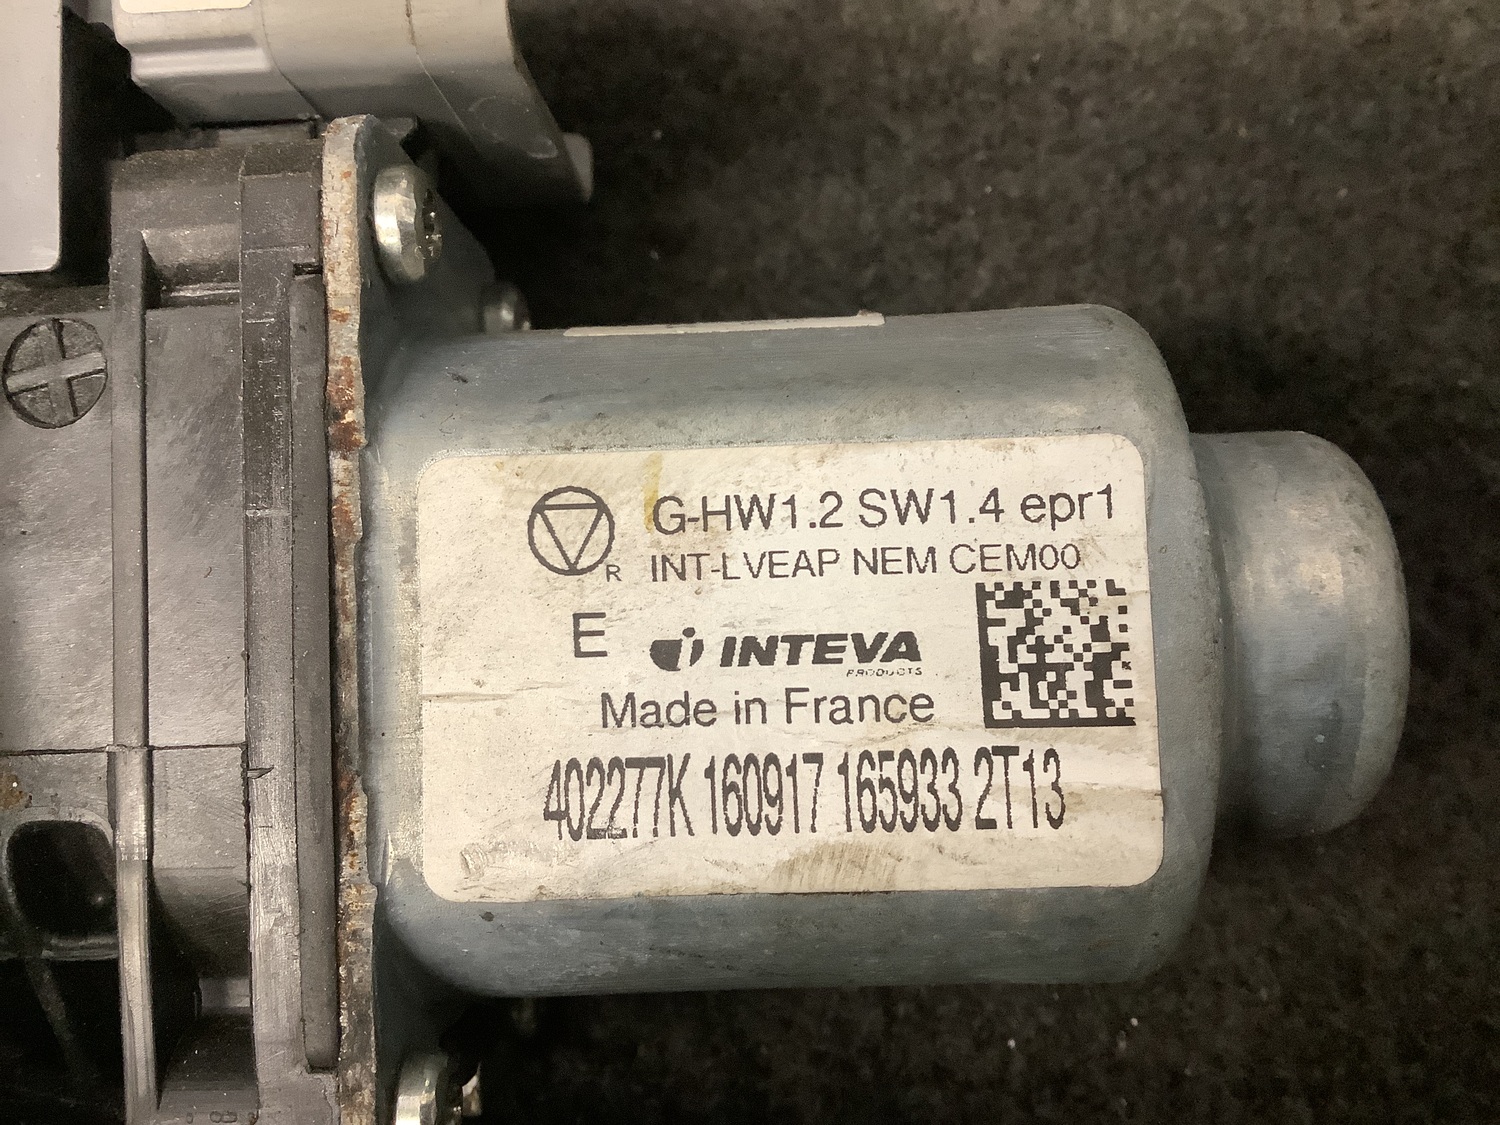 G-HW1.2 SW1.4 epr1
R INT-LVEAP NEM CEM00
E INTEVA
PRODUCTS
Made in France
402277K 160917 165933 2T13